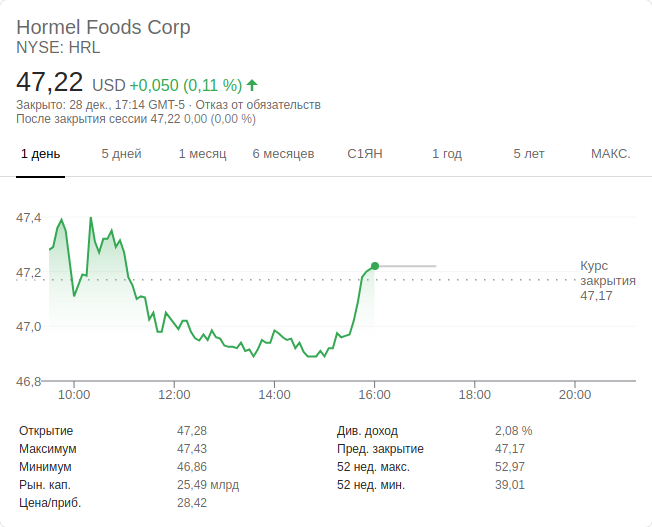 Hormel Foods Corp
NYSE: HRL
47,22 USD +0,050 (0,11 %)
Закрыто: 28 дек., 17:14 GMT-5 · Отказ от обязательств
После закрытия сессии 47,22 0,00 (0,00 %)
1 день 5 дней 1 месяц 6 месяцев С1ЯН 1 год 5 лет МАКС.
47,4
47,2
47,0
46,8
Курс
закрытия
47,17
10:00 12:00 14:00 16:00 18:00 20:00
Открытие 47,28 Див. доход 2,08 %
Максимум 47,43 Пред. закрытие 47,17
Минимум 46,86 52 нед. макс. 52,97
Рын. кап. 25,49 млрд 52 нед. мин. 39,01
Цена/приб. 28,42